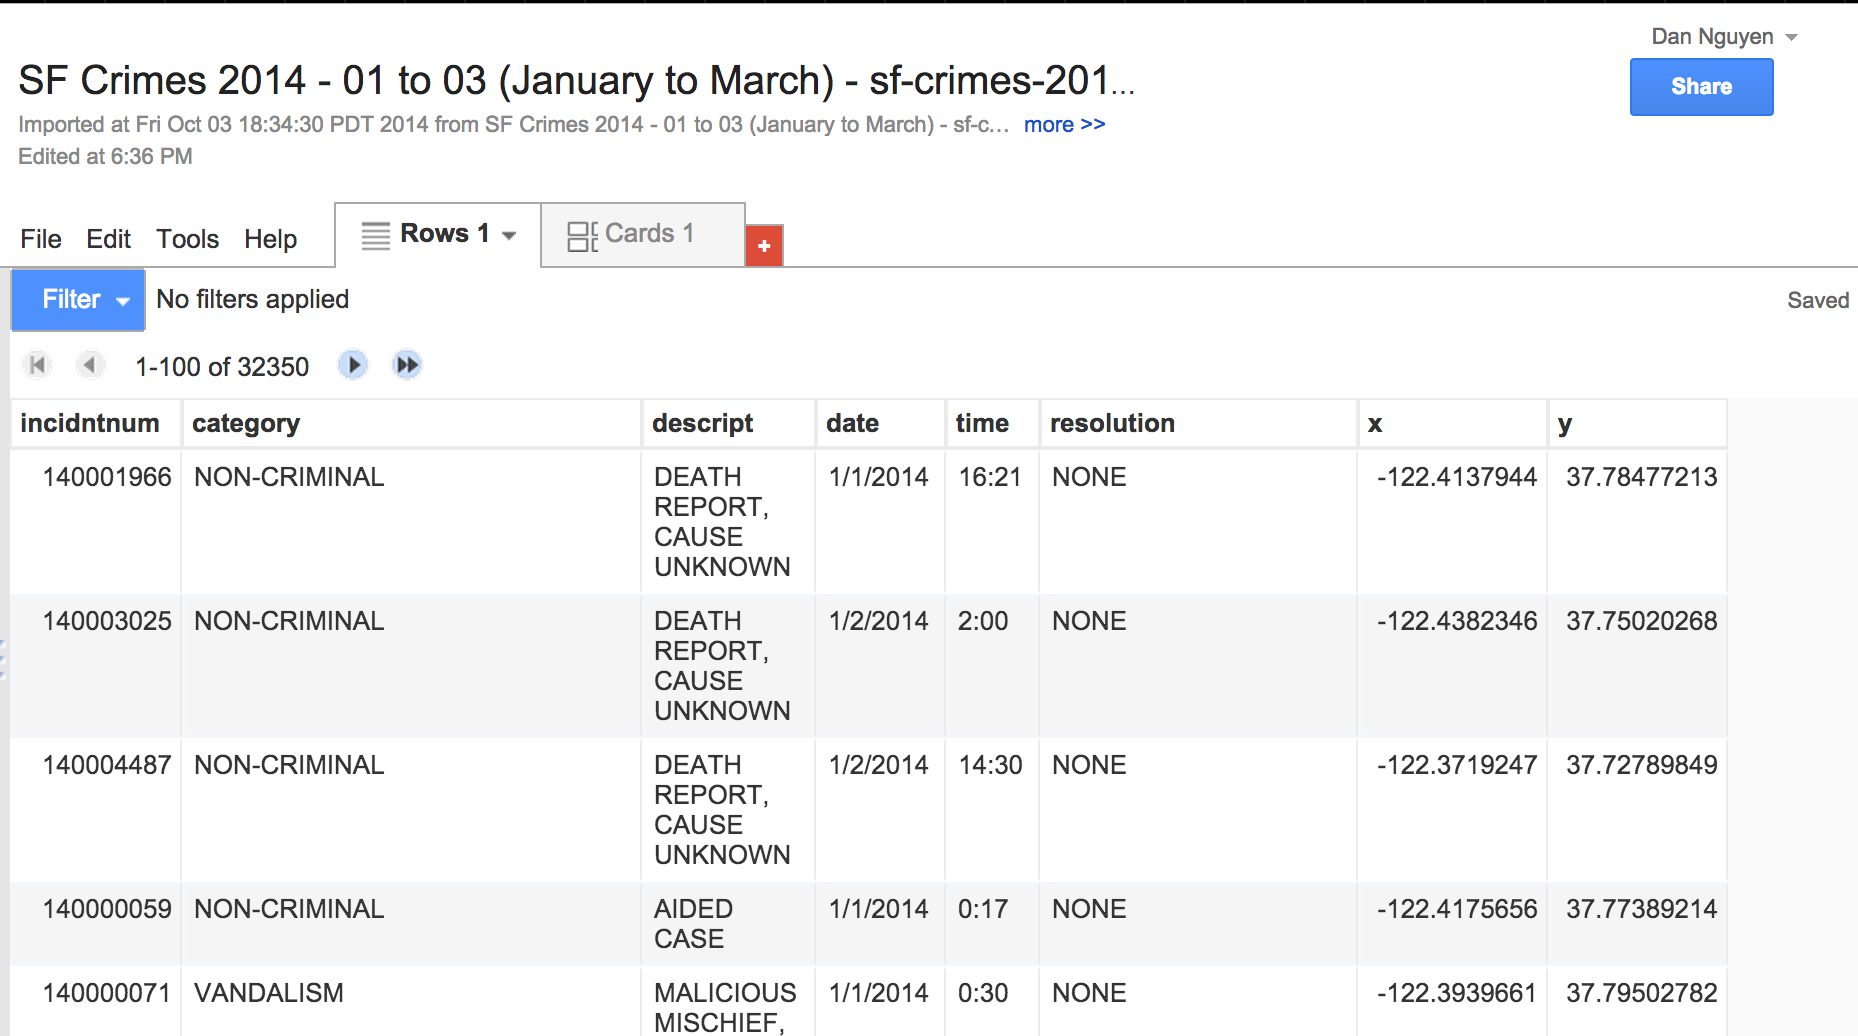 Dan Nguyen
SF Crimes 2014 - 01 to 03 (January to March) - sf-crimes-201...
Share
Imported at Fri Oct 03 18:34:30 PDT 2014 from SF Crimes 2014 - 01 to 03 (January to March) - sf-c... more >>
Edited at 6:36 PM
File Edit Tools Help Rows 1 Cards 1 +
Filter No filters applied Saved
1-100 of 32350
incidntnum category descript date time resolution x y
140001966 NON-CRIMINAL DEATH 1/1/2014 16:21 NONE -122.4137944 37.78477213
REPORT,
CAUSE
UNKNOWN
140003025 NON-CRIMINAL DEATH 1/2/2014 2:00 NONE -122.4382346 37.75020268
REPORT,
CAUSE
UNKNOWN
140004487 NON-CRIMINAL DEATH 1/2/2014 14:30 NONE -122.3719247 37.72789849
REPORT,
CAUSE
UNKNOWN
140000059 NON-CRIMINAL AIDED 1/1/2014 0:17 NONE -122.4175656 37.77389214
CASE
140000071 VANDALISM MALICIOUS 1/1/2014 0:30 NONE -122.3939661 37.79502782
MISCHIEF,